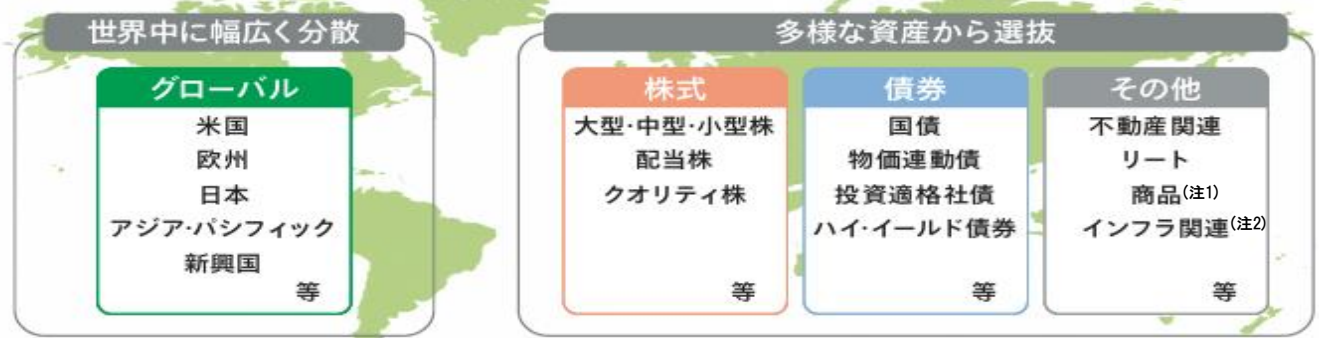 世界中に幅広く分散
グローバル
米国
欧州
日本
アジア・パシフィック
新興国
等
多様な資産から選抜
株式
大型・中型・小型株
配当株
クオリティ株
等
債券
国債
物価連動債
投資適格社債
ハイ・イールド債券
等
その他
不動産関連
リート
商品(注1)
インフラ関連(注2)
等